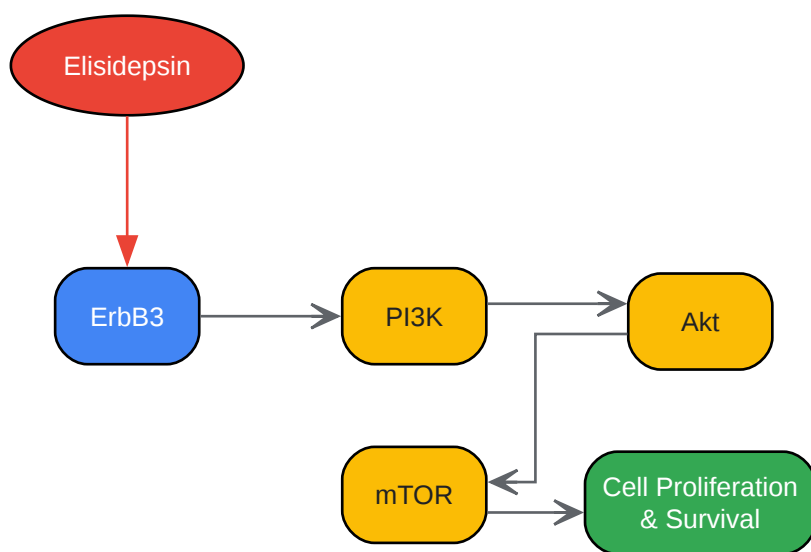 Elisidepsin
ErbB3
PI3K
Akt
mTOR
Cell Proliferation
& Survival